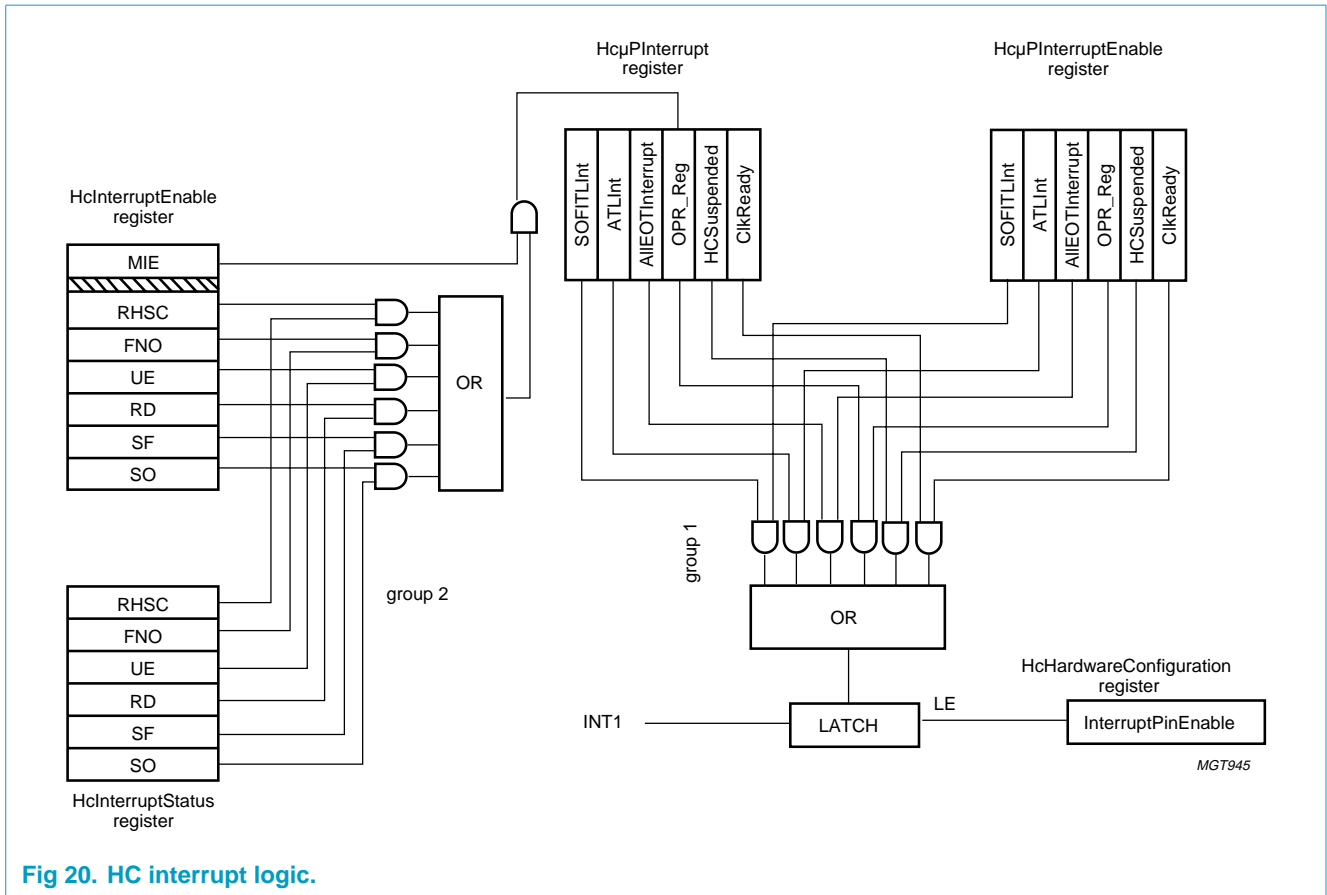 HcµPInterrupt
register
HcµPInterruptEnable
register
SOFITLInt
ATLInt
AllEOTInterrupt
OPR_Reg
HCSuspended
ClkReady
SOFITLInt
ATLInt
AllEOTInterrupt
OPR_Reg
HCSuspended
ClkReady
HcInterruptEnable
register
MIE
RHSC
FNO
UE
RD
SF
SO
OR
group 1
group 2
RHSC
FNO
UE
RD
SF
SO
HcInterruptStatus
register
OR
HcHardwareConfiguration
register
INT1
LATCH
LE
InterruptPinEnable
MGT945
Fig 20. HC interrupt logic.